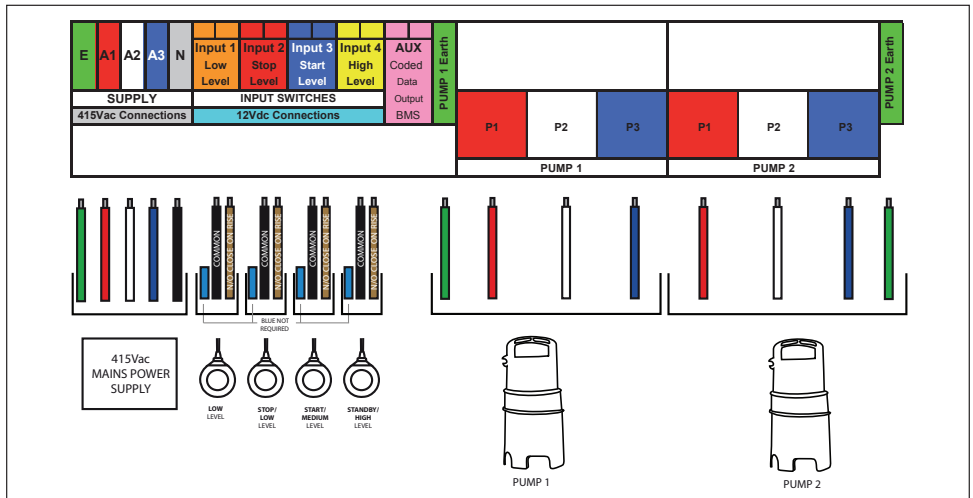 E
A1
A2
A3
N
Input 1
Low
Level
Input 2
Stop
Level
Input 3
Start
Level
Input 4
High
Level
AUX
Coded
Data
Output
BMS
PUMP 1 Earth
PUMP 2 Earth
SUPPLY
INPUT SWITCHES
415Vac Connections
12Vdc Connections
P1
P2
P3
P1
P2
P3
PUMP 1
PUMP 2
COMMON
N/O CLOSE ON RISE
COMMON
N/O CLOSE ON RISE
COMMON
N/O CLOSE ON RISE
COMMON
N/O CLOSE ON RISE
BLUE NOT
REQUIRED
415Vac
MAINS POWER
SUPPLY
LOW
LEVEL
STOP/
LOW
LEVEL
START/
MEDIUM
LEVEL
STANDBY/
HIGH
LEVEL
PUMP 1
PUMP 2